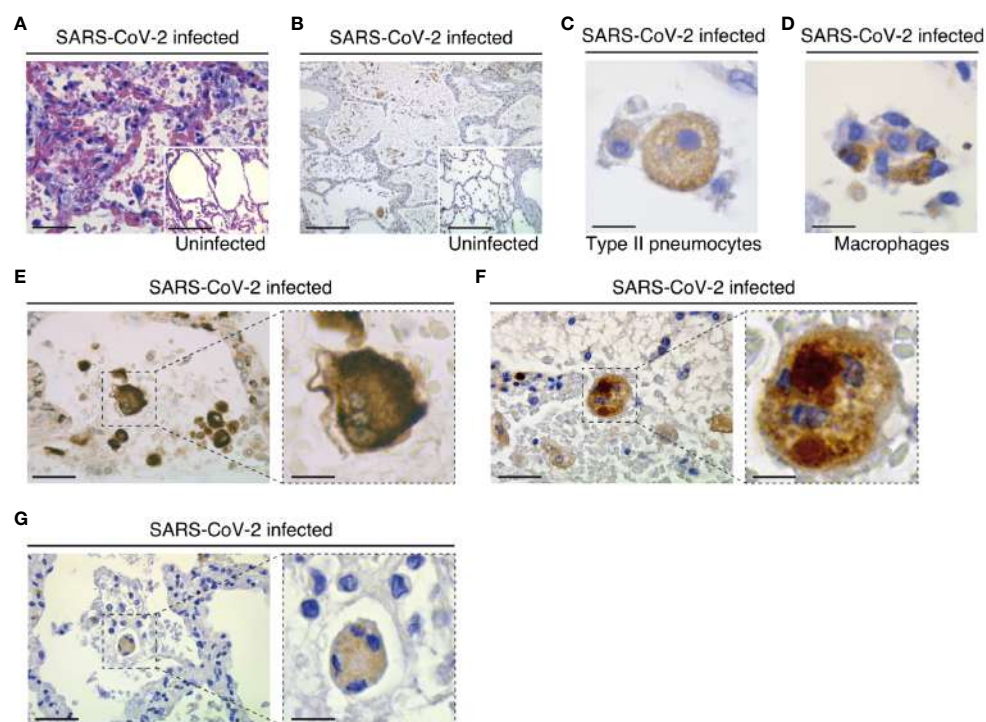 A
SARS-CoV-2 infected
Uninfected
B
SARS-CoV-2 infected
Uninfected
C
SARS-CoV-2 infected
Type II pneumocytes
D
SARS-CoV-2 infected
Macrophages
E
SARS-CoV-2 infected
F
SARS-CoV-2 infected
G
SARS-CoV-2 infected